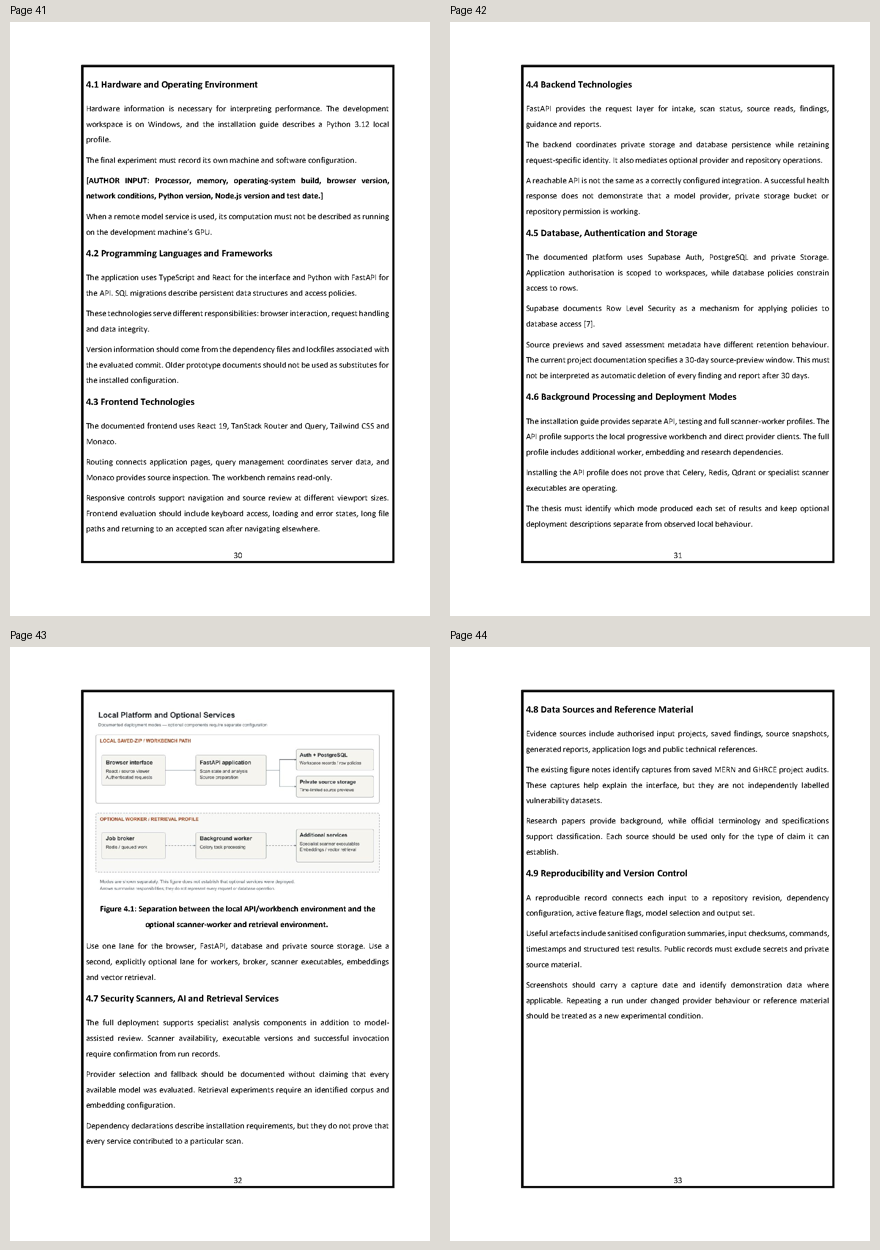 Page 41
4.1 Hardware and Operating Environment
Hardware information is necessary for interpreting performance. The development
workspace is on Windows, and the installation guide describes a Python 3.12 local
profile.
The final experiment must record its own machine and software configuration.
[AUTHOR INPUT: Processor, memory, operating-system build, browser version,
network conditions, Python version, Node.js version and test date.]
When a remote model service is used, its computation must not be described as running
on the development machine's GPU.
4.2 Programming Languages and Frameworks
The application uses TypeScript and React for the interface and Python with FastAPI for
the API. SQL migrations describe persistent data structures and access policies.
These technologies serve different responsibilities: browser interaction, request handling
and data integrity.
Version information should come from the dependency files and lockfiles associated with
the evaluated commit. Older prototype documents should not be used as substitutes for
the installed configuration.
4.3 Frontend Technologies
The documented frontend uses React 19, TanStack Router and Query, Tailwind CSS and
Monaco.
Routing connects application pages, query management coordinates server data, and
Monaco provides source inspection. The workbench remains read-only.
Responsive controls support navigation and source review at different viewport sizes.
Frontend evaluation should include keyboard access, loading and error states, long file
paths and returning to an accepted scan after navigating elsewhere.
30
Page 42
4.4 Backend Technologies
FastAPI provides the request layer for intake, scan status, source reads, findings,
guidance and reports.
The backend coordinates private storage and database persistence while retaining
request-specific identity. It also mediates optional provider and repository operations.
A reachable API is not the same as a correctly configured integration. A successful health
response does not demonstrate that a model provider, private storage bucket or
repository permission is working.
4.5 Database, Authentication and Storage
The documented platform uses Supabase Auth, PostgreSQL and private Storage.
Application authorisation is scoped to workspaces, while database policies constrain
access to rows.
Supabase documents Row Level Security as a mechanism for applying policies to
database access [7].
Source previews and saved assessment metadata have different retention behaviour.
The current project documentation specifies a 30-day source-preview window. This must
not be interpreted as automatic deletion of every finding and report after 30 days.
4.6 Background Processing and Deployment Modes
The installation guide provides separate API, testing and full scanner-worker profiles. The
API profile supports the local progressive workbench and direct provider clients. The full
profile includes additional worker, embedding and research dependencies.
Installing the API profile does not prove that Celery, Redis, Qdrant or specialist scanner
executables are operating.
The thesis must identify which mode produced each set of results and keep optional
deployment descriptions separate from observed local behaviour.
31
Page 43
Local Platform and Optional Services
Documented deployment modes — optional components require separate configuration
LOCAL SAVED-ZIP / WORKBENCH PATH
Browser interface
React / source viewer
Authenticated requests
FastAPI application
Scan state and analysis
Source preparation
Auth + PostgreSQL
Workspace records / row policies
Private source storage
Time-limited source previews
OPTIONAL WORKER / RETRIEVAL PROFILE
Job broker
Redis / queued work
Background worker
Celery task processing
Additional services
Specialist scanner executables
Embeddings / vector retrieval
Modes are shown separately. This figure does not establish that optional services were deployed.
Arrows summarise responsibilities; they do not represent every request or database operation.
Figure 4.1: Separation between the local API/workbench environment and the
optional scanner-worker and retrieval environment.
Use one lane for the browser, FastAPI, database and private source storage. Use a
second, explicitly optional lane for workers, broker, scanner executables, embeddings
and vector retrieval.
4.7 Security Scanners, AI and Retrieval Services
The full deployment supports specialist analysis components in addition to model-
assisted review. Scanner availability, executable versions and successful invocation
require confirmation from run records.
Provider selection and fallback should be documented without claiming that every
available model was evaluated. Retrieval experiments require an identified corpus and
embedding configuration.
Dependency declarations describe installation requirements, but they do not prove that
every service contributed to a particular scan.
32
Page 44
4.8 Data Sources and Reference Material
Evidence sources include authorised input projects, saved findings, source snapshots,
generated reports, application logs and public technical references.
The existing figure notes identify captures from saved MERN and GHRCE project audits.
These captures help explain the interface, but they are not independently labelled
vulnerability datasets.
Research papers provide background, while official terminology and specifications
support classification. Each source should be used only for the type of claim it can
establish.
4.9 Reproducibility and Version Control
A reproducible record connects each input to a repository revision, dependency
configuration, active feature flags, model selection and output set.
Useful artefacts include sanitised configuration summaries, input checksums, commands,
timestamps and structured test results. Public records must exclude secrets and private
source material.
Screenshots should carry a capture date and identify demonstration data where
applicable. Repeating a run under changed provider behaviour or reference material
should be treated as a new experimental condition.
33